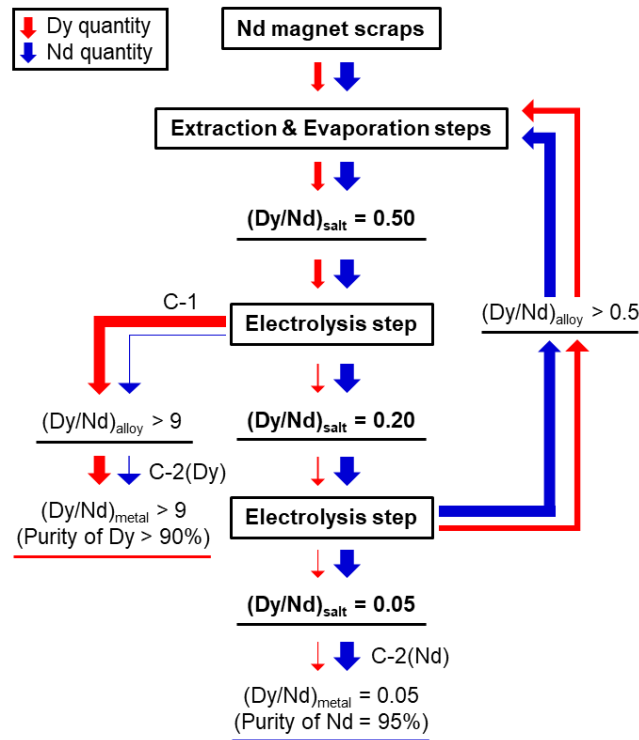 Dy quantity
Nd quantity
Nd magnet scraps
Extraction & Evaporation steps
(Dy/Nd)salt = 0.50
C-1
Electrolysis step
(Dy/Nd)alloy > 0.5
(Dy/Nd)alloy > 9
(Dy/Nd)salt = 0.20
C-2(Dy)
(Dy/Nd)metal > 9
(Purity of Dy > 90%)
Electrolysis step
(Dy/Nd)salt = 0.05
C-2(Nd)
(Dy/Nd)metal = 0.05
(Purity of Nd = 95%)